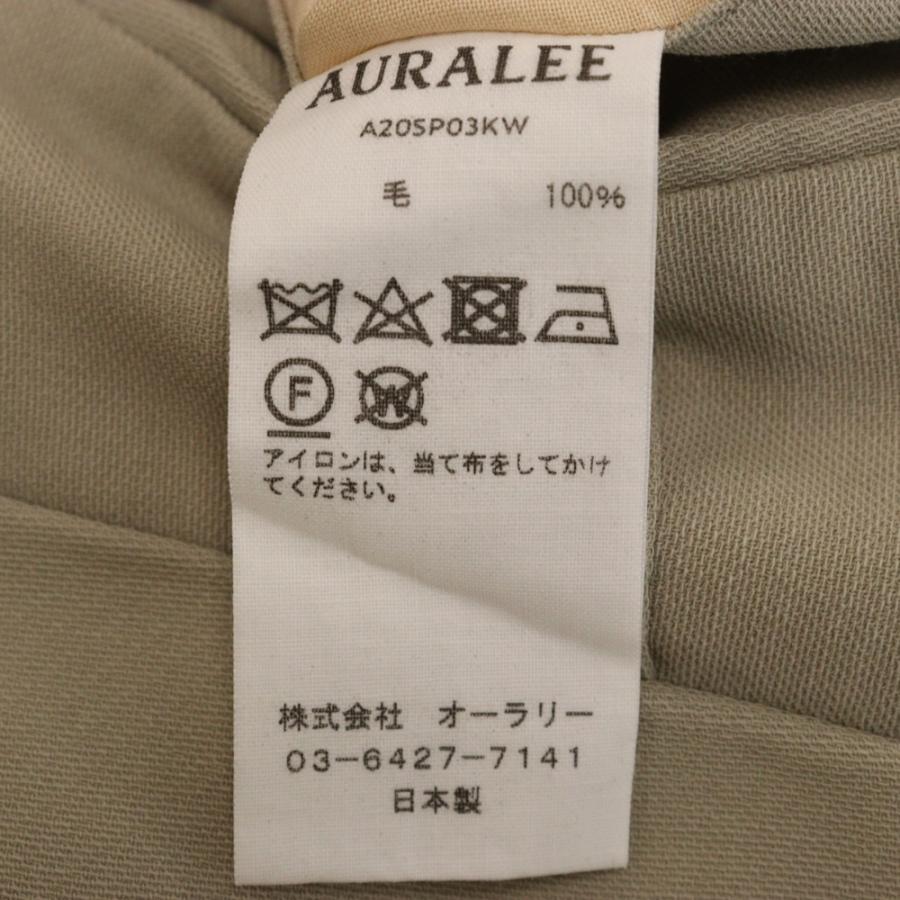 AURALEE
A20SP03KW
毛 100%
F W
アイロンは、当て布をしてかけ
てください。
株式会社 オーラリー
03-6427-7141
日本製